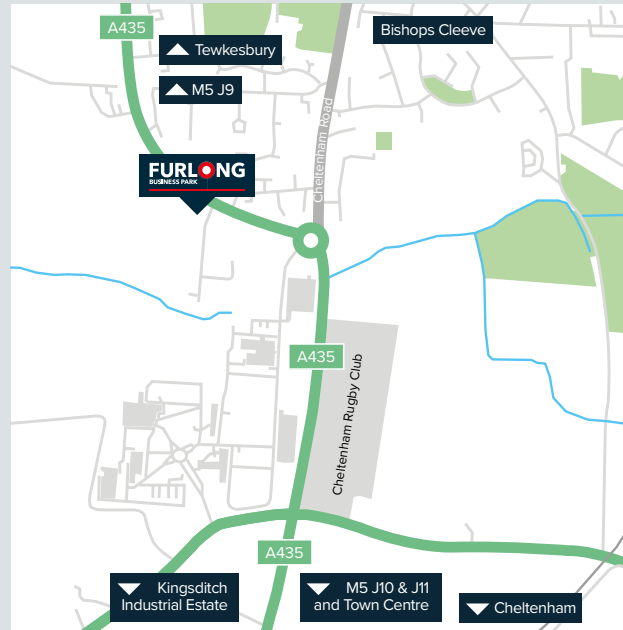 A435
Tewkesbury
Bishops Cleeve
M5 J9
Cheltenham Road
FURLONG
BUSINESS PARK
A435
Cheltenham Rugby Club
A435
Kingsditch
Industrial Estate
M5 J10 & J11
and Town Centre
Cheltenham